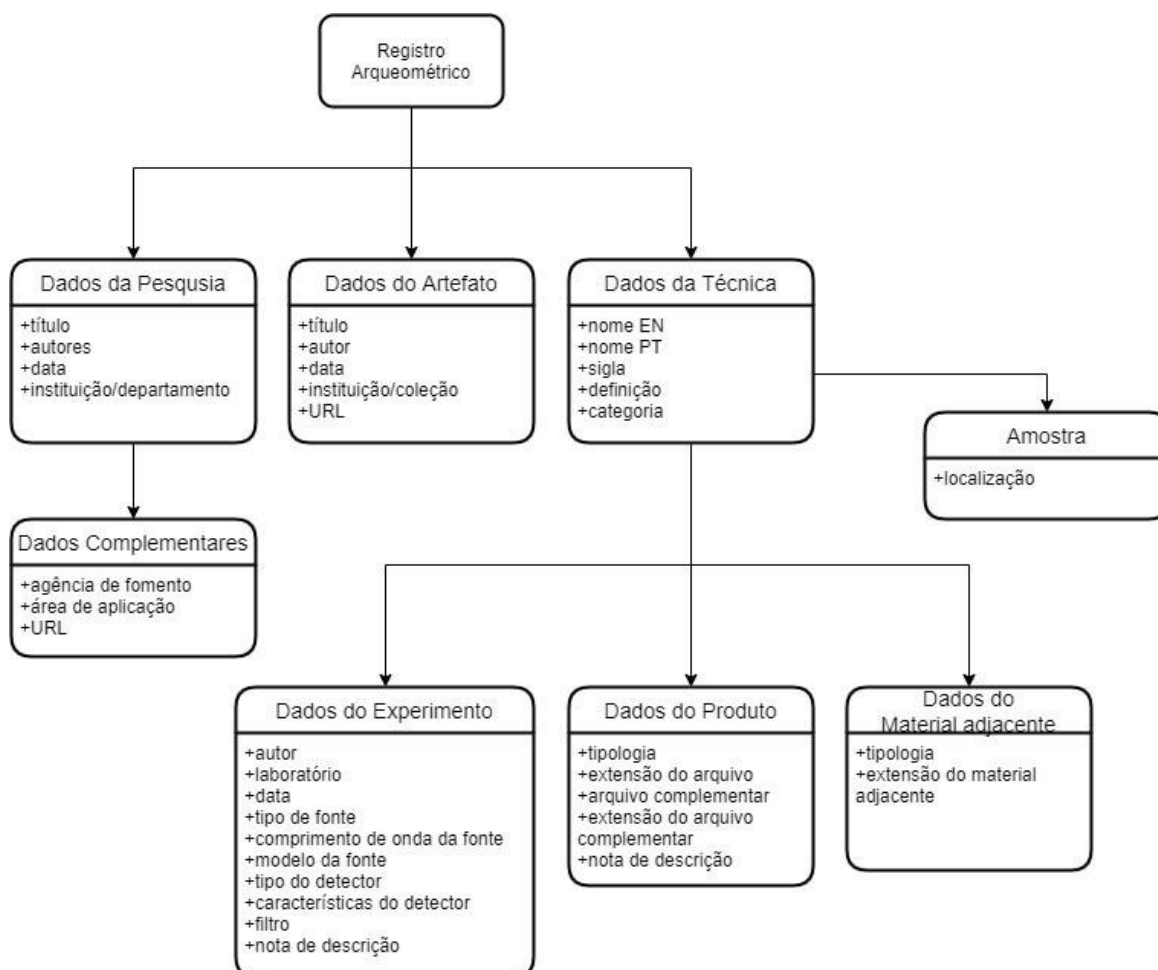 Registro
Arqueométrico
Dados da Pesqusia
+título
+autores
+data
+instituição/departamento
Dados do Artefato
+título
+autor
+data
+instituição/coleção
+URL
Dados da Técnica
+nome EN
+nome PT
+sigla
+definição
+categoria
Amostra
+localização
Dados Complementares
+agência de fomento
+área de aplicação
+URL
Dados do Experimento
+autor
+laboratório
+data
+tipo de fonte
+comprimento de onda da fonte
+modelo da fonte
+tipo do detector
+características do detector
+filtro
+nota de descrição
Dados do Produto
+tipologia
+extensão do arquivo
+arquivo complementar
+extensão do arquivo
complementar
+nota de descrição
Dados do
Material adjacente
+tipologia
+extensão do material
adjacente